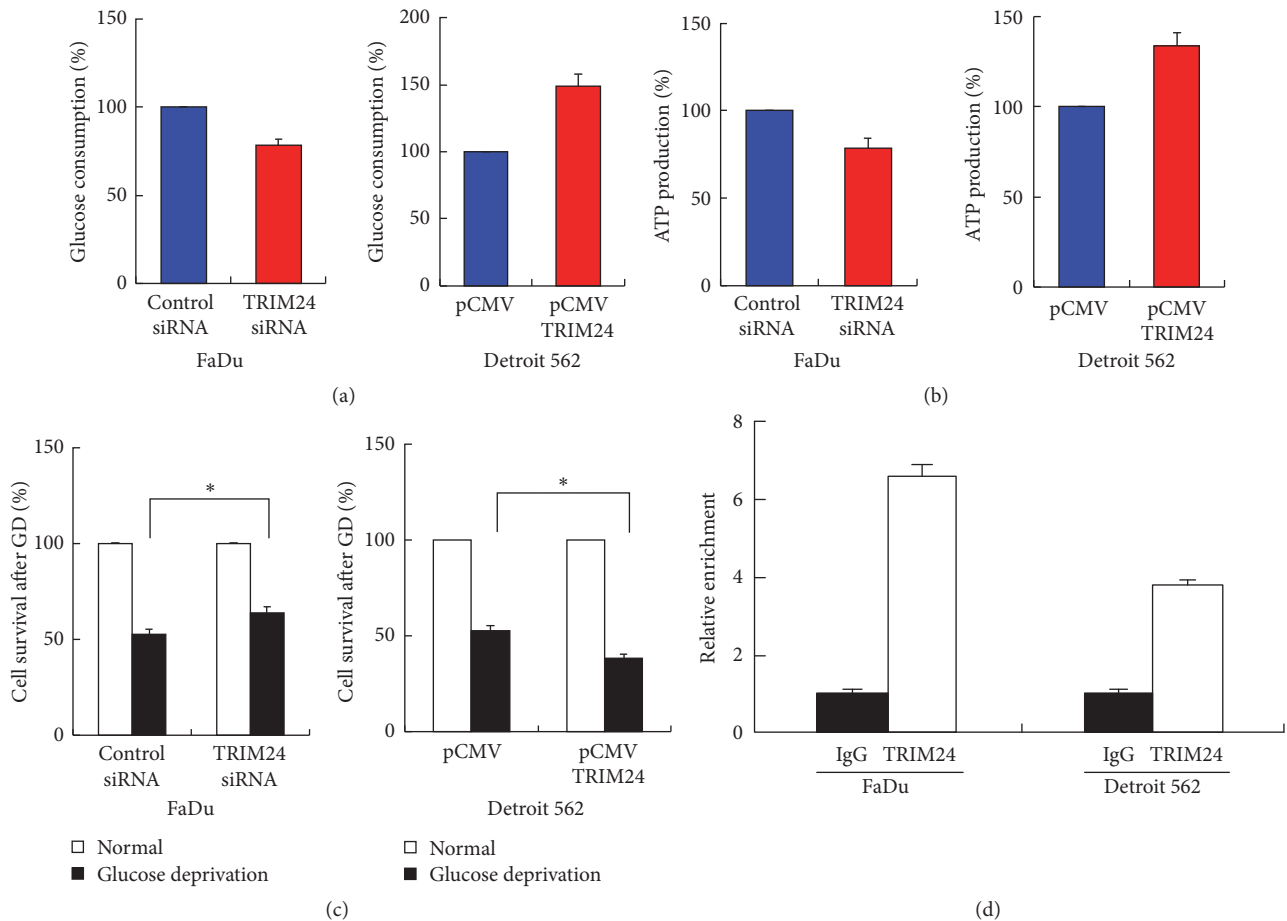 Glucose consumption (%)
150
100
50
0
Control
siRNA
TRIM24
siRNA
FaDu
Glucose consumption (%)
200
150
100
50
0
pCMV
pCMV
TRIM24
Detroit 562
(a)
ATP production (%)
150
100
50
0
Control
siRNA
TRIM24
siRNA
FaDu
ATP production (%)
150
100
50
0
pCMV
pCMV
TRIM24
Detroit 562
(b)
Cell survival after GD (%)
150
100
50
0
*
Control
siRNA
TRIM24
siRNA
FaDu
Normal
Glucose deprivation
Cell survival after GD (%)
150
100
50
0
*
pCMV
pCMV
TRIM24
Detroit 562
Normal
Glucose deprivation
(c)
Relative enrichment
8
6
4
2
0
IgG TRIM24
FaDu
IgG TRIM24
Detroit 562
(d)